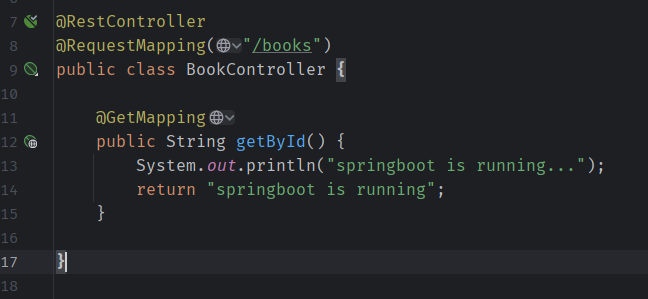 7 @RestController
8 @RequestMapping("/books")
9 public class BookController {
10
11 @GetMapping
12 public String getById() {
13 System.out.println("springboot is running...");
14 return "springboot is running";
15 }
16
17 }
18